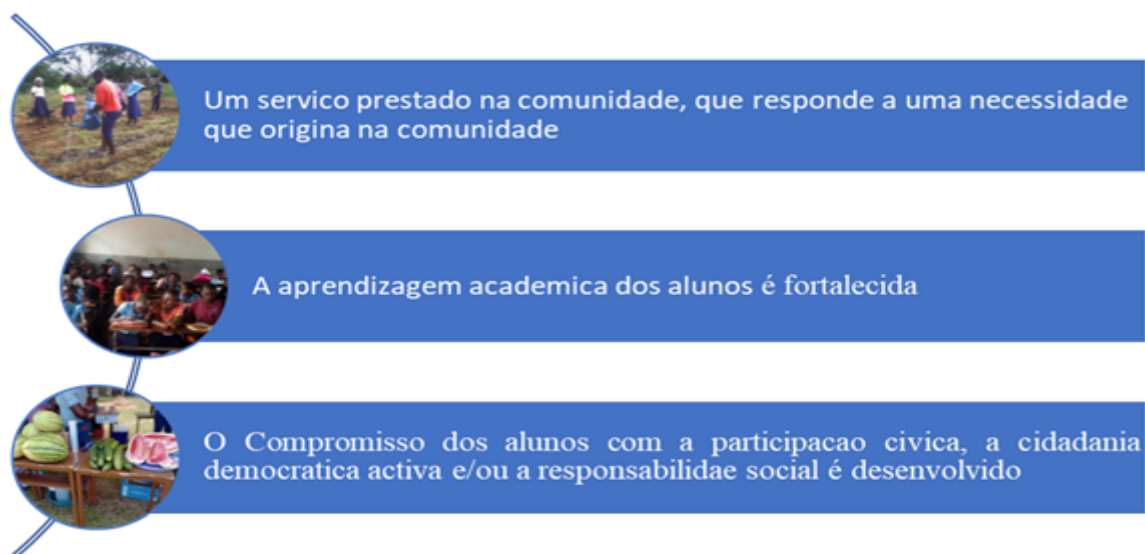 Um servico prestado na comunidade, que responde a uma necessidade
que origina na comunidade
A aprendizagem academica dos alunos é fortalecida
O Compromisso dos alunos com a participacao civica, a cidadania
democratica activa e/ou a responsabilidae social é desenvolvido